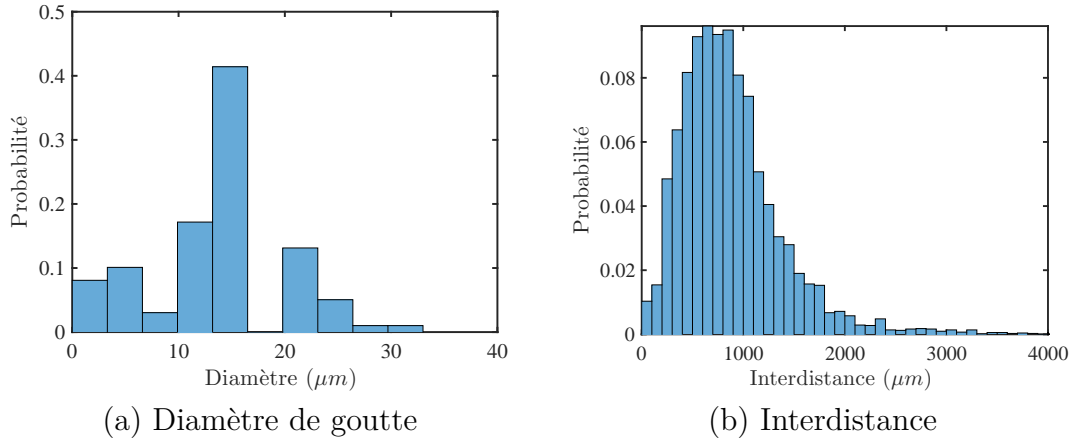 0.5
0.4
0.3
0.2
0.1
0
0 10 20 30 40
Probabilité
Diamètre (μm)
(a) Diamètre de goutte
0.08
0.06
0.04
0.02
0
0 1000 2000 3000 4000
Probabilité
Interdistance (μm)
(b) Interdistance